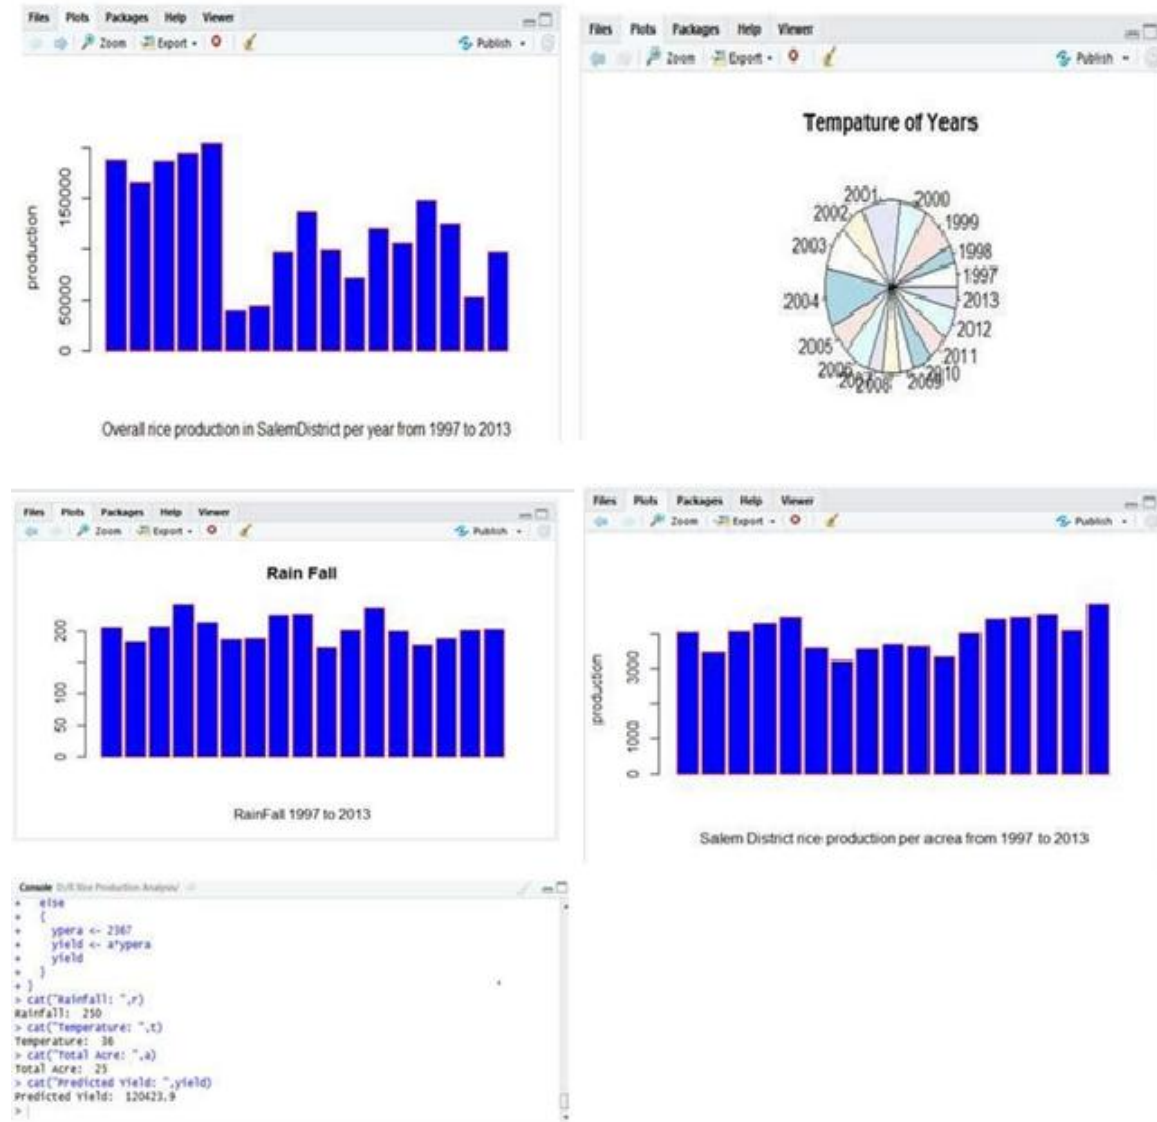 Files Plots Packages Help Viewer
Zoom Export Publish
production
0 50000 150000
Overall rice production in SalemDistrict per year from 1997 to 2013
Files Plots Packages Help Viewer
Zoom Export Publish
Tempature of Years
2001
2000
2002
1999
2003
1998
1997
2004
2013
2012
2005
2011
2006
2010
2007
2008
2009
Files Plots Packages Help Viewer
Zoom Export Publish
Rain Fall
0 50 100 200
RainFall 1997 to 2013
Files Plots Packages Help Viewer
Zoom Export Publish
production
0 1000 3000
Salem District rice production per acrea from 1997 to 2013
Console D:/R Rice Production Analysis/
+ else
+ {
+ ypera <- 2367
+ yield <- a*ypera
+ yield
+ }
+ }
> cat("Rainfall: ",r)
Rainfall: 250
> cat("Temperature: ",t)
Temperature: 36
> cat("Total Acre: ",a)
Total Acre: 25
> cat("Predicted Yield: ",yield)
Predicted Yield: 120423.9
>